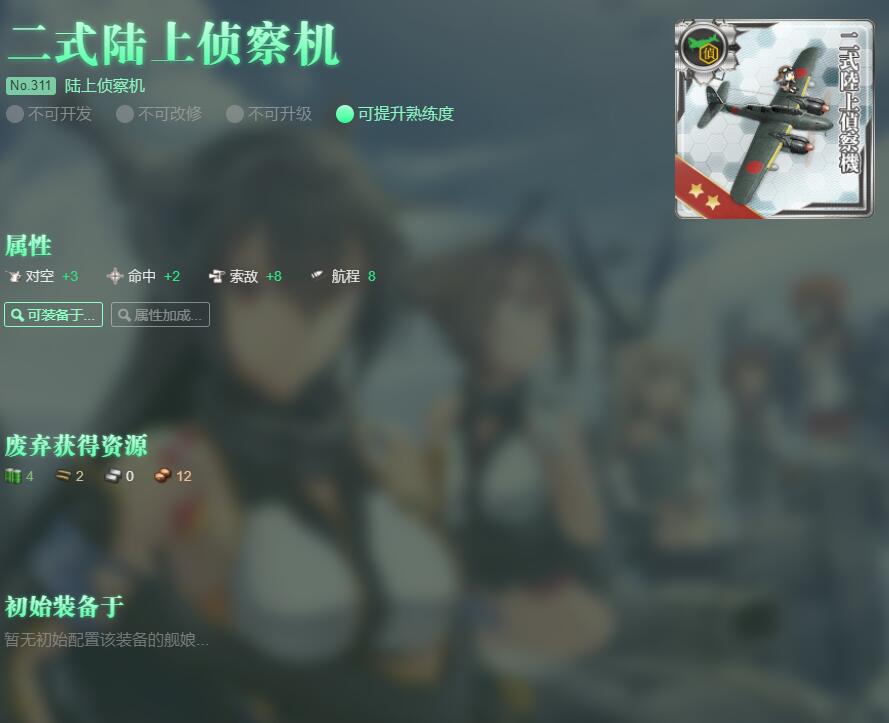 二式陆上侦察机
No.311 陆上侦察机
不可开发 不可改修 不可升级 可提升熟练度
偵
二式陸上偵察機
属性
对空 +3 命中 +2 索敌 +8 航程 8
可装备于... 属性加成...
废弃获得资源
4 2 0 12
初始装备于
暂无初始配置该装备的舰娘...